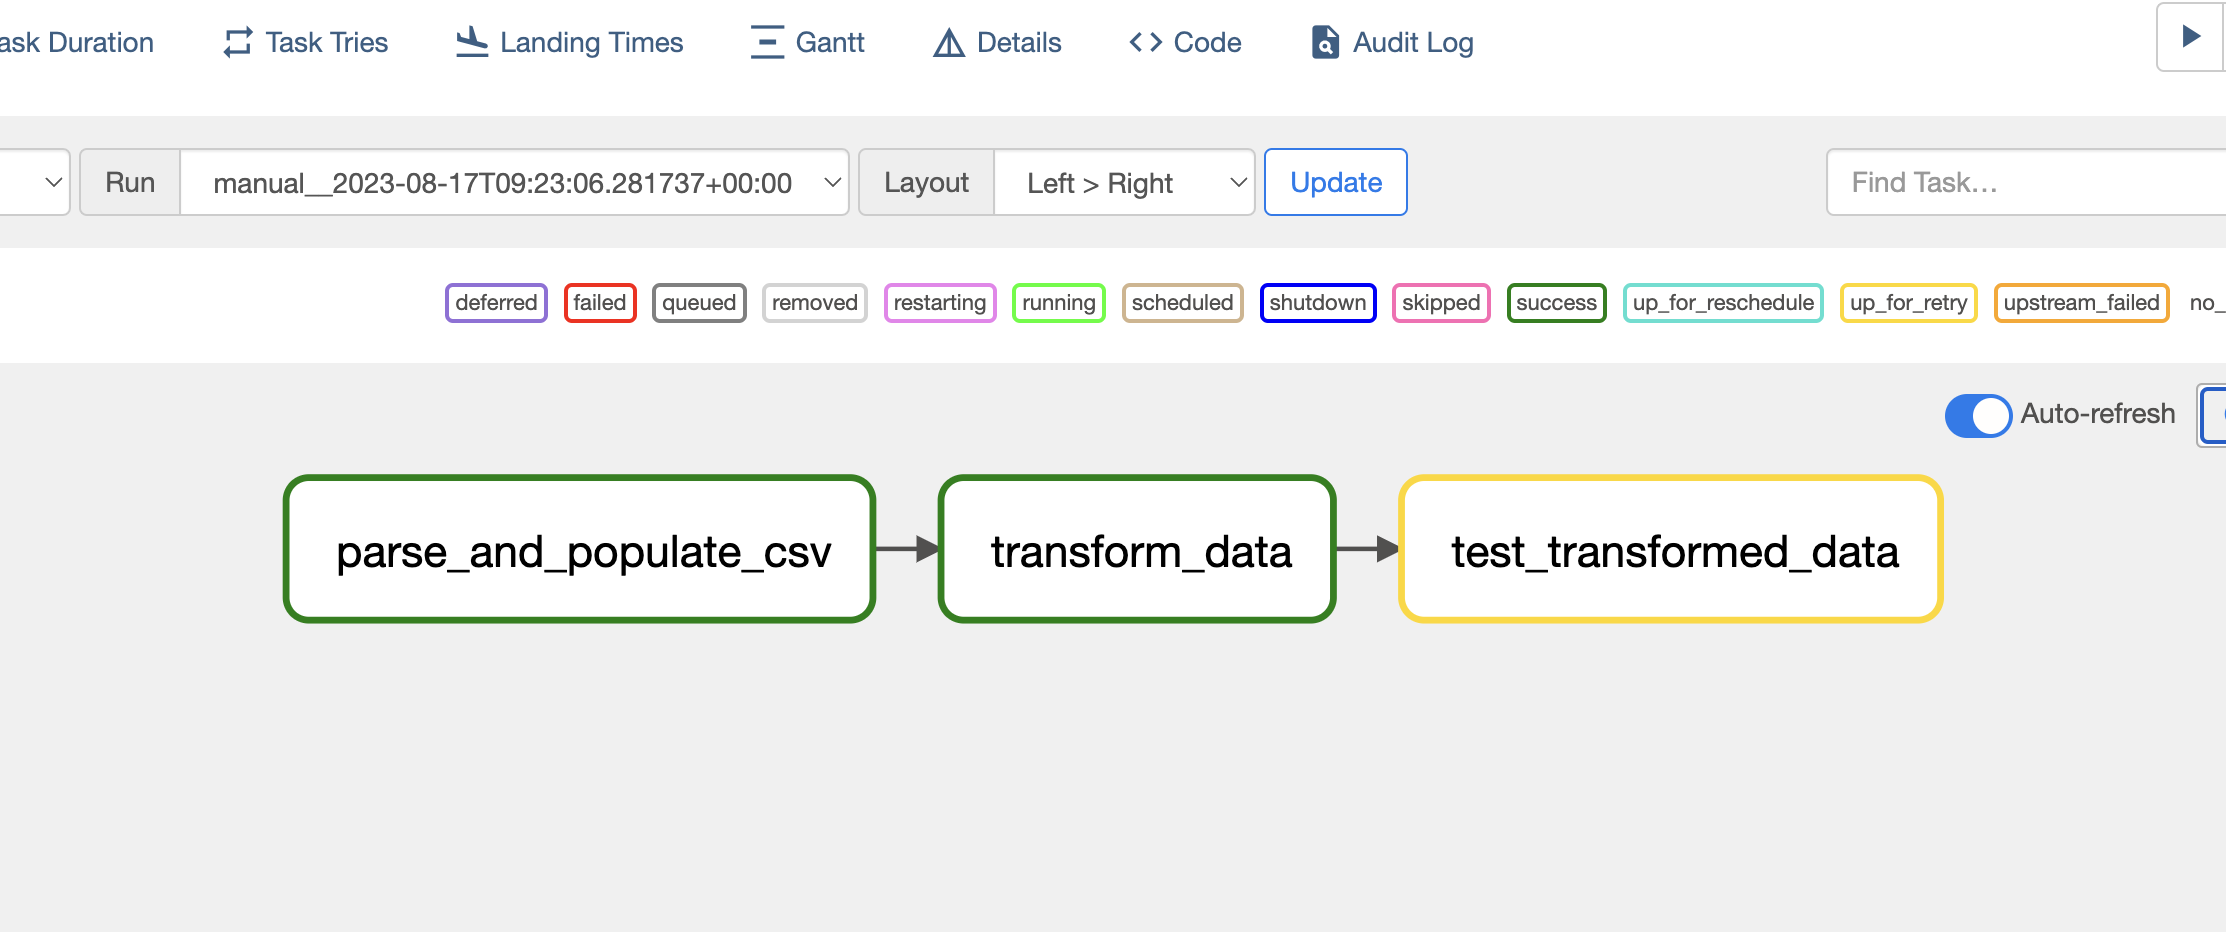 ask Duration Task Tries Landing Times Gantt Details Code Audit Log
Run manual__2023-08-17T09:23:06.281737+00:00 Layout Left > Right Update Find Task...
deferred failed queued removed restarting running scheduled shutdown skipped success up_for_reschedule up_for_retry upstream_failed no_
Auto-refresh
parse_and_populate_csv transform_data test_transformed_data